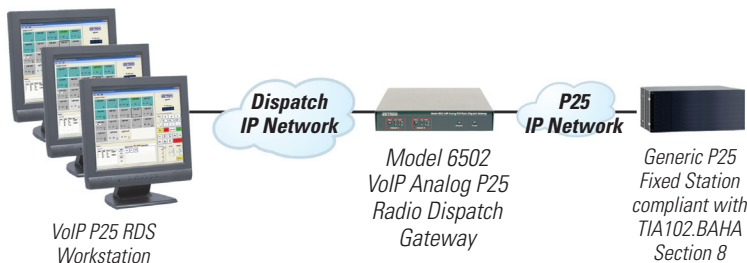 Dispatch
IP Network
P25
IP Network
Model 6502
VoIP Analog P25
Radio Dispatch
Gateway
Generic P25
Fixed Station
compliant with
TIA102.BAHA
Section 8
VoIP P25 RDS
Workstation